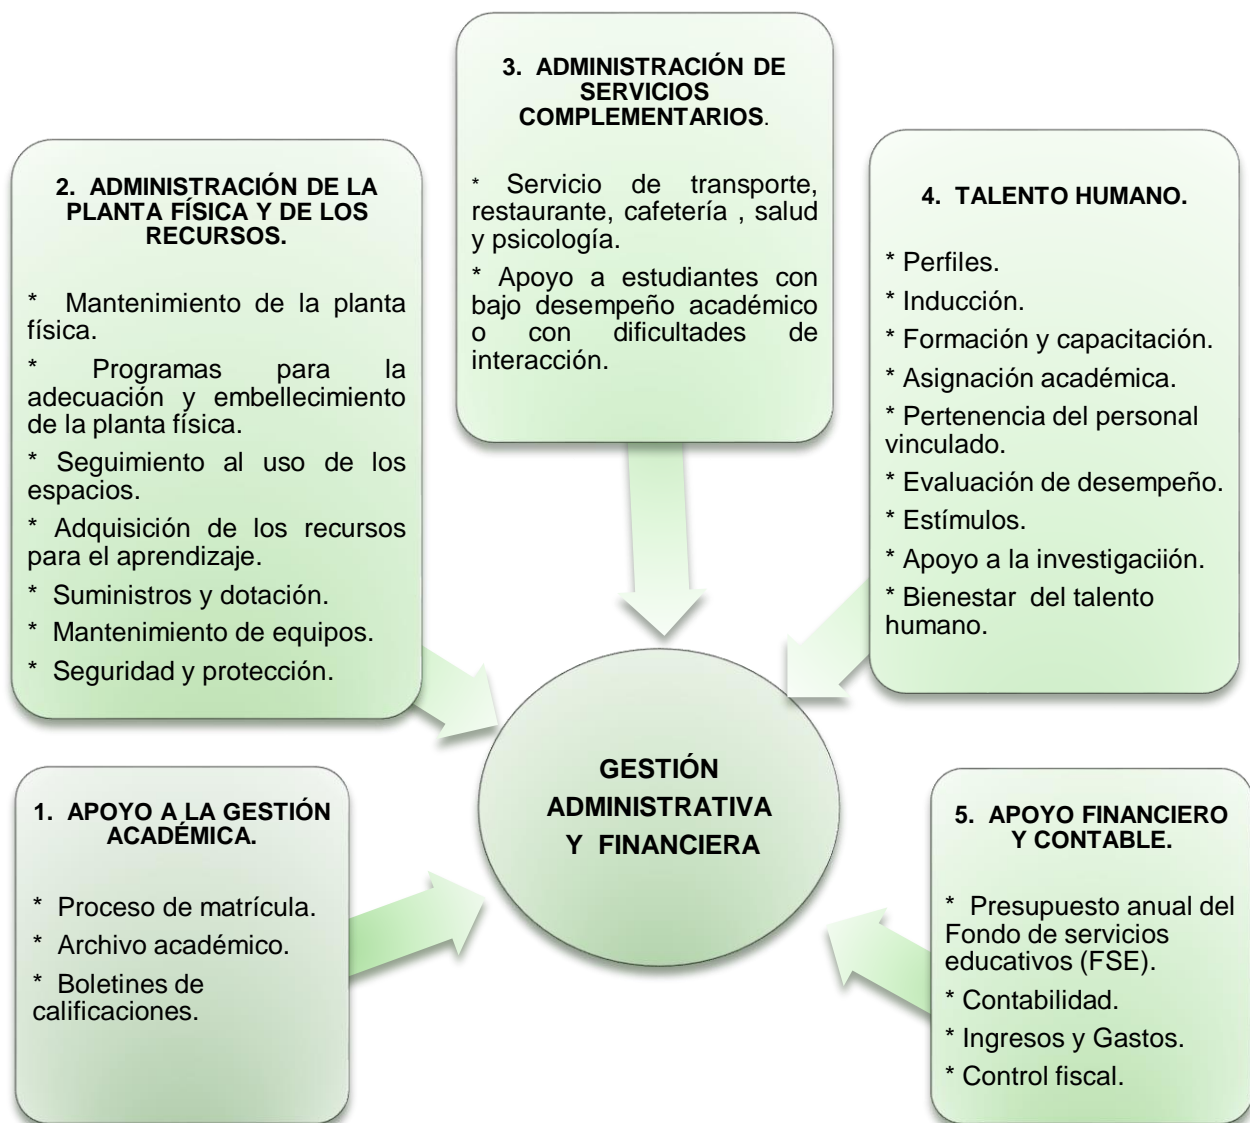 3. ADMINISTRACIÓN DE
SERVICIOS
COMPLEMENTARIOS.
* Servicio de transporte,
restaurante, cafetería , salud
y psicología.
* Apoyo a estudiantes con
bajo desempeño académico
o con dificultades de
interacción.
2. ADMINISTRACIÓN DE LA
PLANTA FÍSICA Y DE LOS
RECURSOS.
* Mantenimiento de la planta
física.
* Programas para la
adecuación y embellecimiento
de la planta física.
* Seguimiento al uso de los
espacios.
* Adquisición de los recursos
para el aprendizaje.
* Suministros y dotación.
* Mantenimiento de equipos.
* Seguridad y protección.
4. TALENTO HUMANO.
* Perfiles.
* Inducción.
* Formación y capacitación.
* Asignación académica.
* Pertenencia del personal
vinculado.
* Evaluación de desempeño.
* Estímulos.
* Apoyo a la investigaciión.
* Bienestar del talento
humano.
GESTIÓN
ADMINISTRATIVA
Y FINANCIERA
1. APOYO A LA GESTIÓN
ACADÉMICA.
* Proceso de matrícula.
* Archivo académico.
* Boletines de
calificaciones.
5. APOYO FINANCIERO
Y CONTABLE.
* Presupuesto anual del
Fondo de servicios
educativos (FSE).
* Contabilidad.
* Ingresos y Gastos.
* Control fiscal.